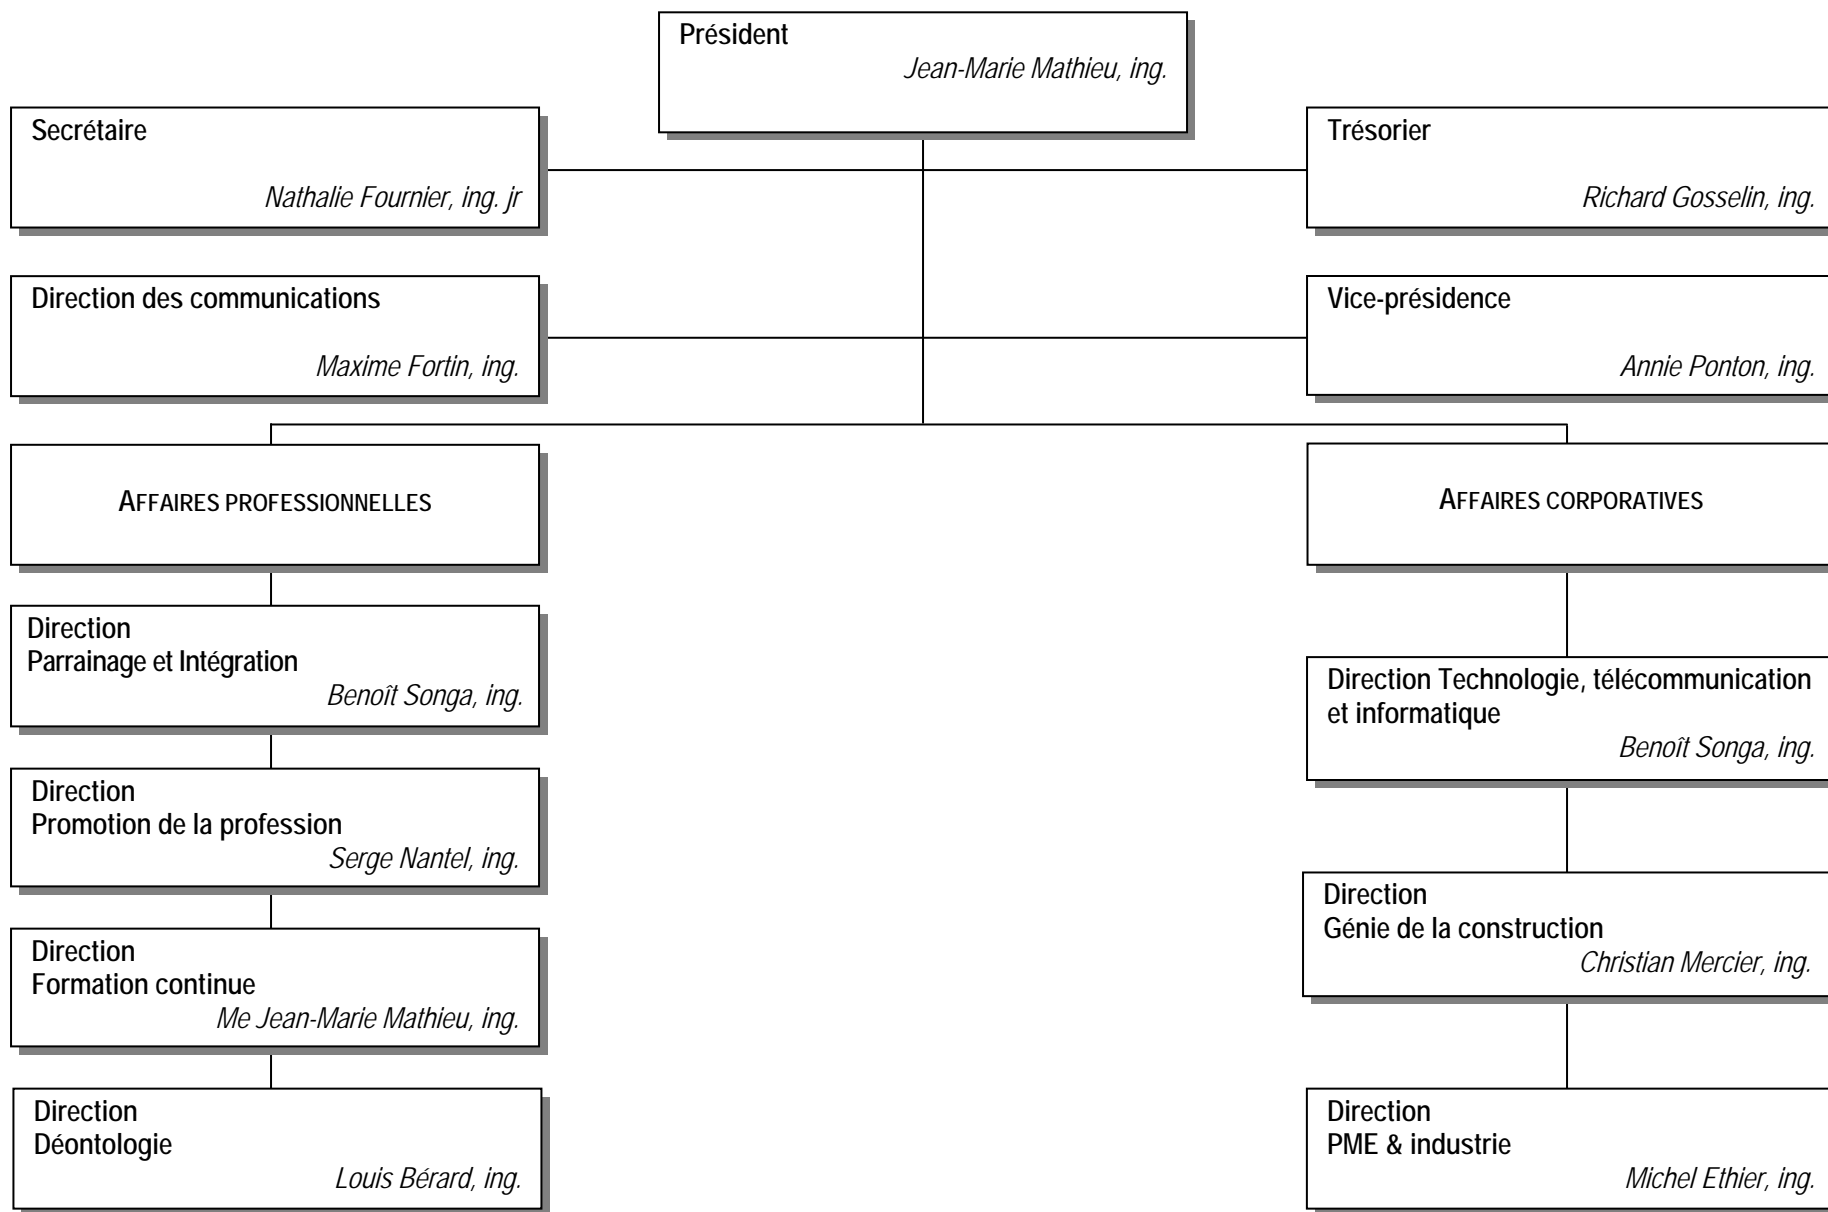 Président
Jean-Marie Mathieu, ing.
Secrétaire
Nathalie Fournier, ing. jr
Trésorier
Richard Gosselin, ing.
Direction des communications
Maxime Fortin, ing.
Vice-présidence
Annie Ponton, ing.
AFFAIRES PROFESSIONNELLES
AFFAIRES CORPORATIVES
Direction
Parrainage et Intégration
Benoît Songa, ing.
Direction
Promotion de la profession
Serge Nantel, ing.
Direction
Formation continue
Me Jean-Marie Mathieu, ing.
Direction
Déontologie
Louis Bérard, ing.
Direction Technologie, télécommunication
et informatique
Benoît Songa, ing.
Direction
Génie de la construction
Christian Mercier, ing.
Direction
PME & industrie
Michel Ethier, ing.